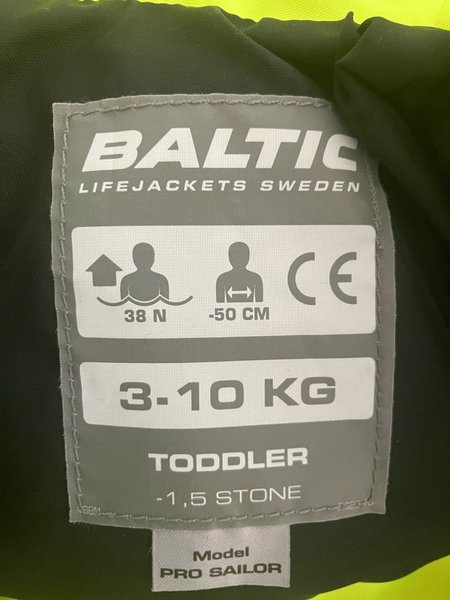 BALTIC
LIFEJACKETS SWEDEN
38 N
-50 CM
CE
3-10 KG
TODDLER
-1,5 STONE
Model
PRO SAILOR